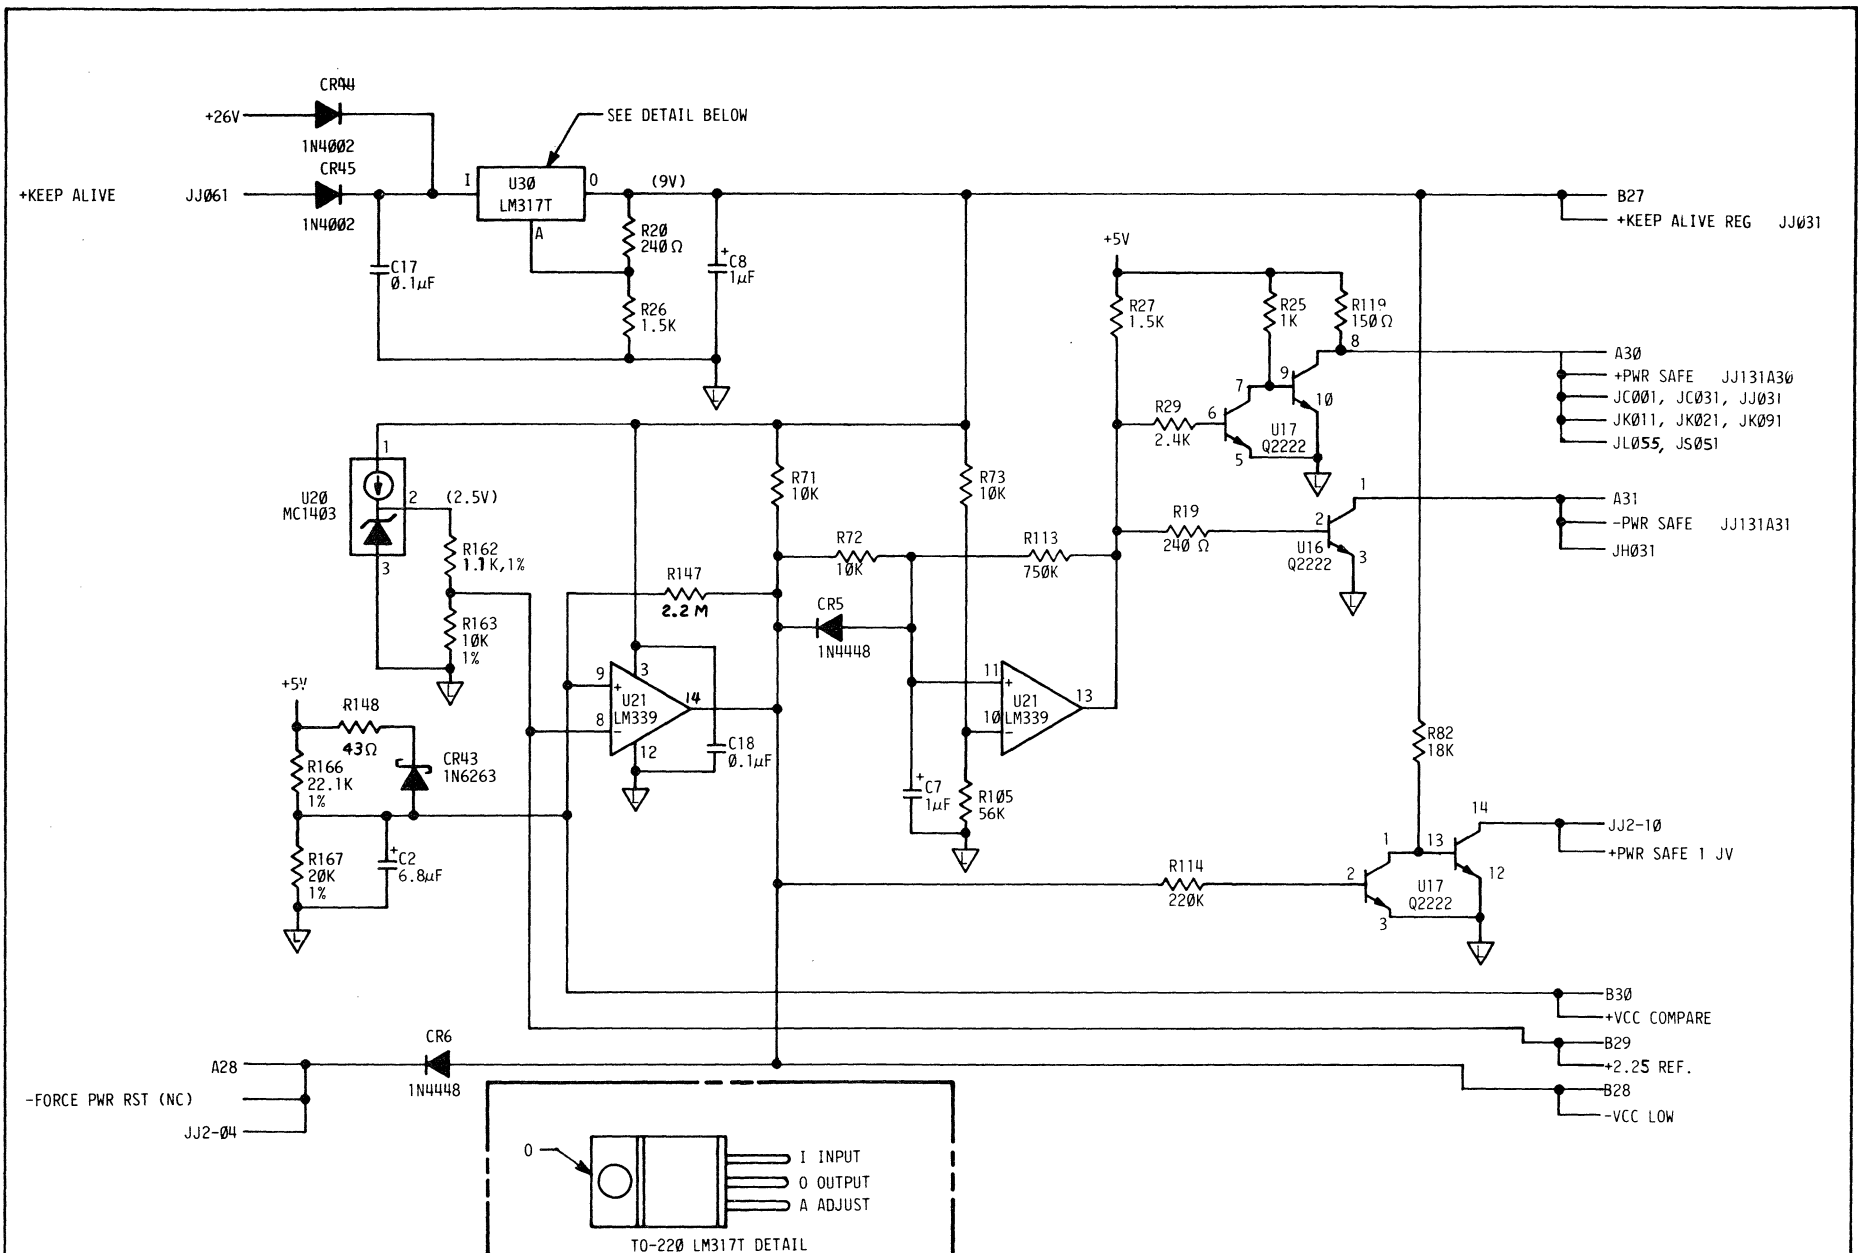 CR44
+26V
1N4002
SEE DETAIL BELOW
CR45
+KEEP ALIVE JJ061
1N4002
I U30 O
LM317T
A
(9V)
R20
240Ω
C17
0.1μF
+
C8
1μF
R26
1.5K
L
B27
+KEEP ALIVE REG JJ031
+5V
R27
1.5K
R25
1K
R119
150Ω
8
A30
+PWR SAFE JJ131A30
JC001, JC031, JJ031
JK011, JK021, JK091
JL055, JS051
R29
2.4K
6
7
9
10
U17
Q2222
5
L
1
U20
MC1403
2 (2.5V)
3
R162
1.1K,1%
R163
10K
1%
L
R71
10K
R73
10K
R72
10K
R113
750K
R19
240 Ω
2
1
U16
Q2222
3
L
A31
-PWR SAFE JJ131A31
JH031
R147
2.2 M
CR5
1N4448
+5V
R148
43Ω
R166
22.1K
1%
CR43
1N6263
R167
20K
1%
+
C2
6.8μF
L
9 + 3
U21
LM339
14
8 -
12
C18
0.1μF
L
11 +
U21
10 LM339
-
13
+
C7
1μF
R105
56K
L
R82
18K
R114
220K
2
1
13
14
U17
Q2222
12
3
L
JJ2-10
+PWR SAFE 1 JV
B30
+VCC COMPARE
B29
+2.25 REF.
B28
-VCC LOW
CR6
A28
1N4448
-FORCE PWR RST (NC)
JJ2-04
O
I INPUT
O OUTPUT
A ADJUST
TO-220 LM317T DETAIL